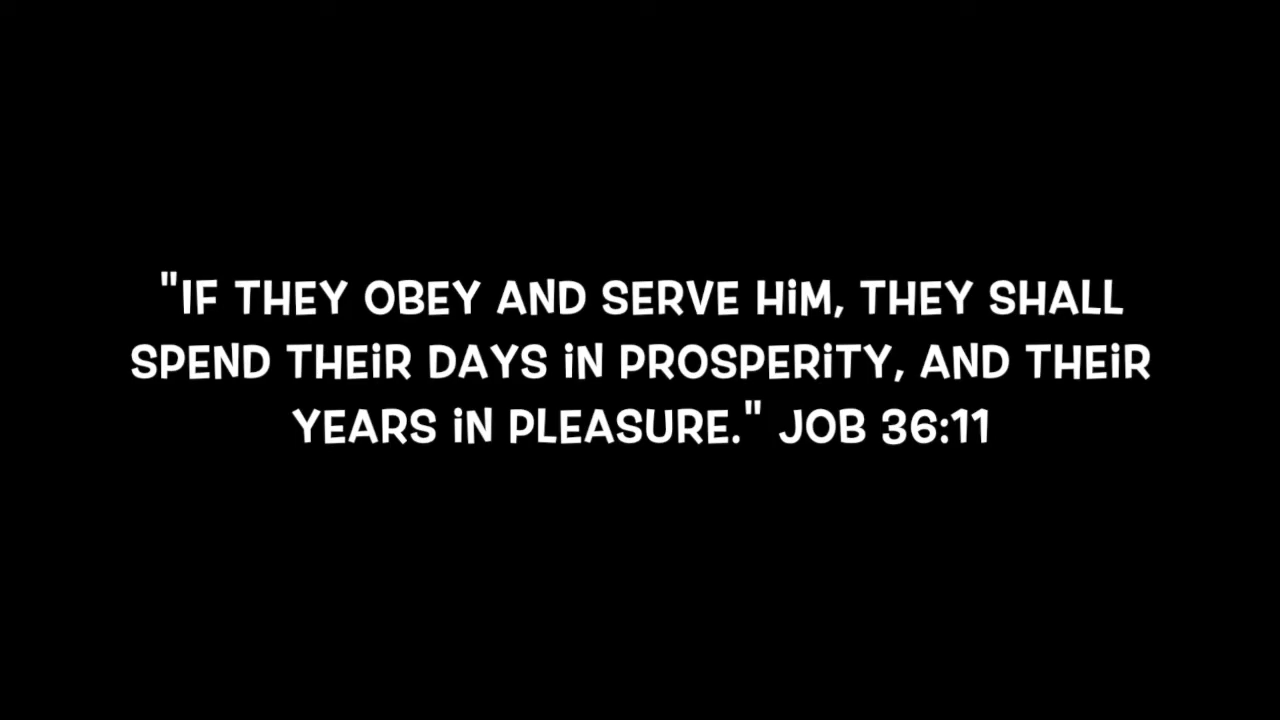 "IF THEY OBEY AND SERVE HiM, THEY SHALL
SPEND THEiR DAYS iN PROSPERiTY, AND THEiR
YEARS iN PLEASURE." JOB 36:11